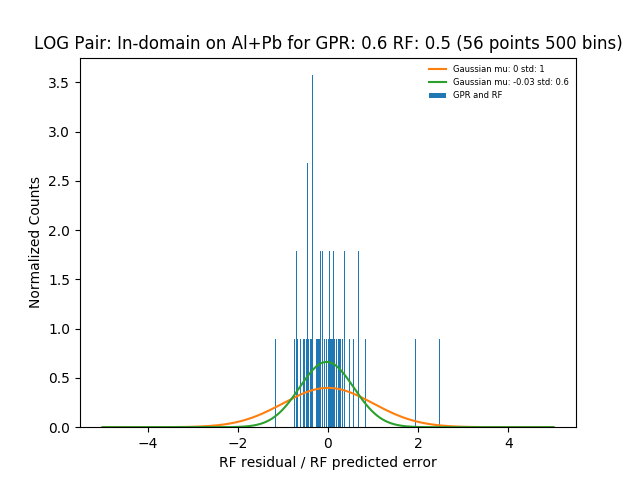 LOG Pair: In-domain on Al+Pb for GPR: 0.6 RF: 0.5 (56 points 500 bins)
Gaussian mu: 0 std: 1
Gaussian mu: -0.03 std: 0.6
GPR and RF
3.5
3.0
2.5
2.0
1.5
1.0
0.5
0.0
Normalized Counts
−4 −2 0 2 4
RF residual / RF predicted error